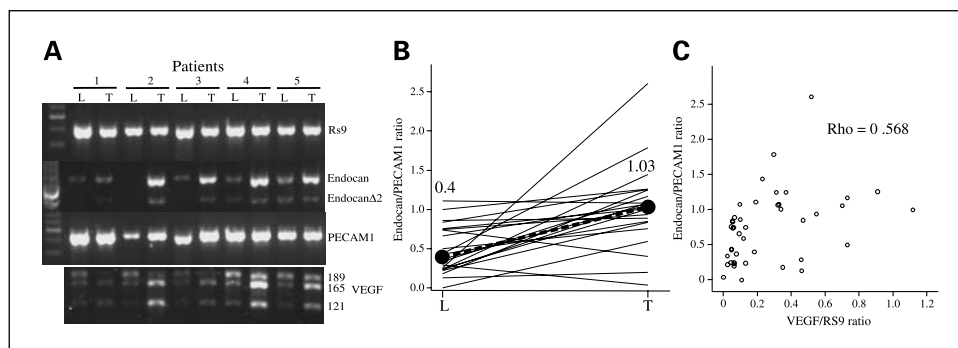 A
Patients
1 2 3 4 5
L T L T L T L T L T
Rs9
Endocan
EndocanΔ2
PECAM1
189
165 VEGF
121
B
Endocan/PECAM1 ratio
2.5
2.0
1.5
1.0
0.5
0.0
0.4
1.03
L T
C
Endocan/PECAM1 ratio
2.5
2.0
1.5
1.0
0.5
0.0
Rho = 0 .568
0 0.2 0.4 0.6 0.8 1.0 1.2
VEGF/RS9 ratio